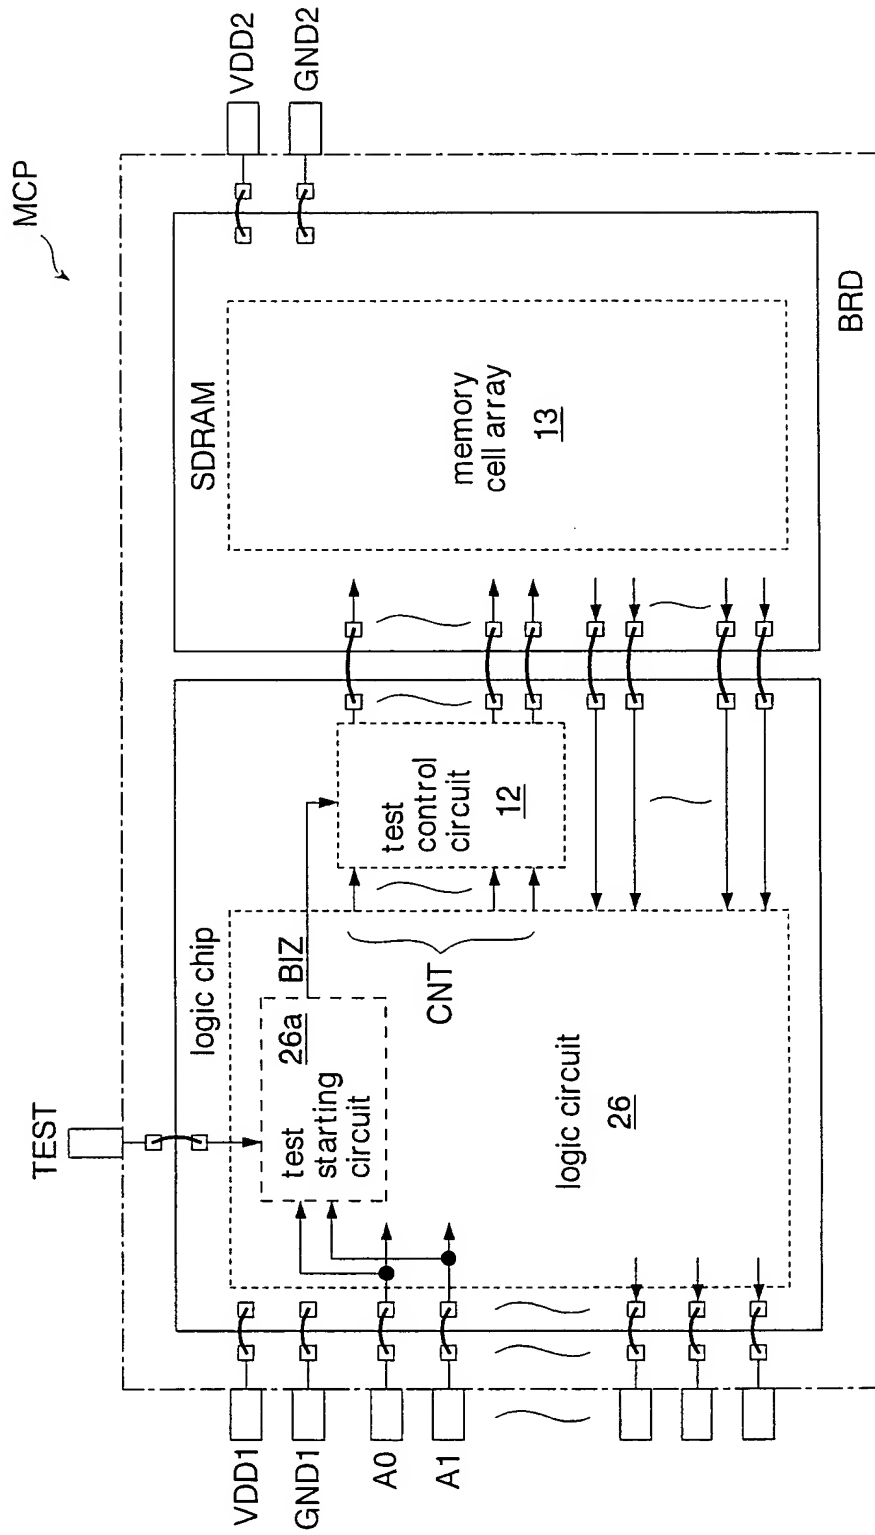 MCP
TEST
VDD1
GND1
A0
A1
logic chip
test
starting
circuit
26a
BIZ
CNT
logic circuit
26
test
control
circuit
12
SDRAM
memory
cell array
13
VDD2
GND2
BRD